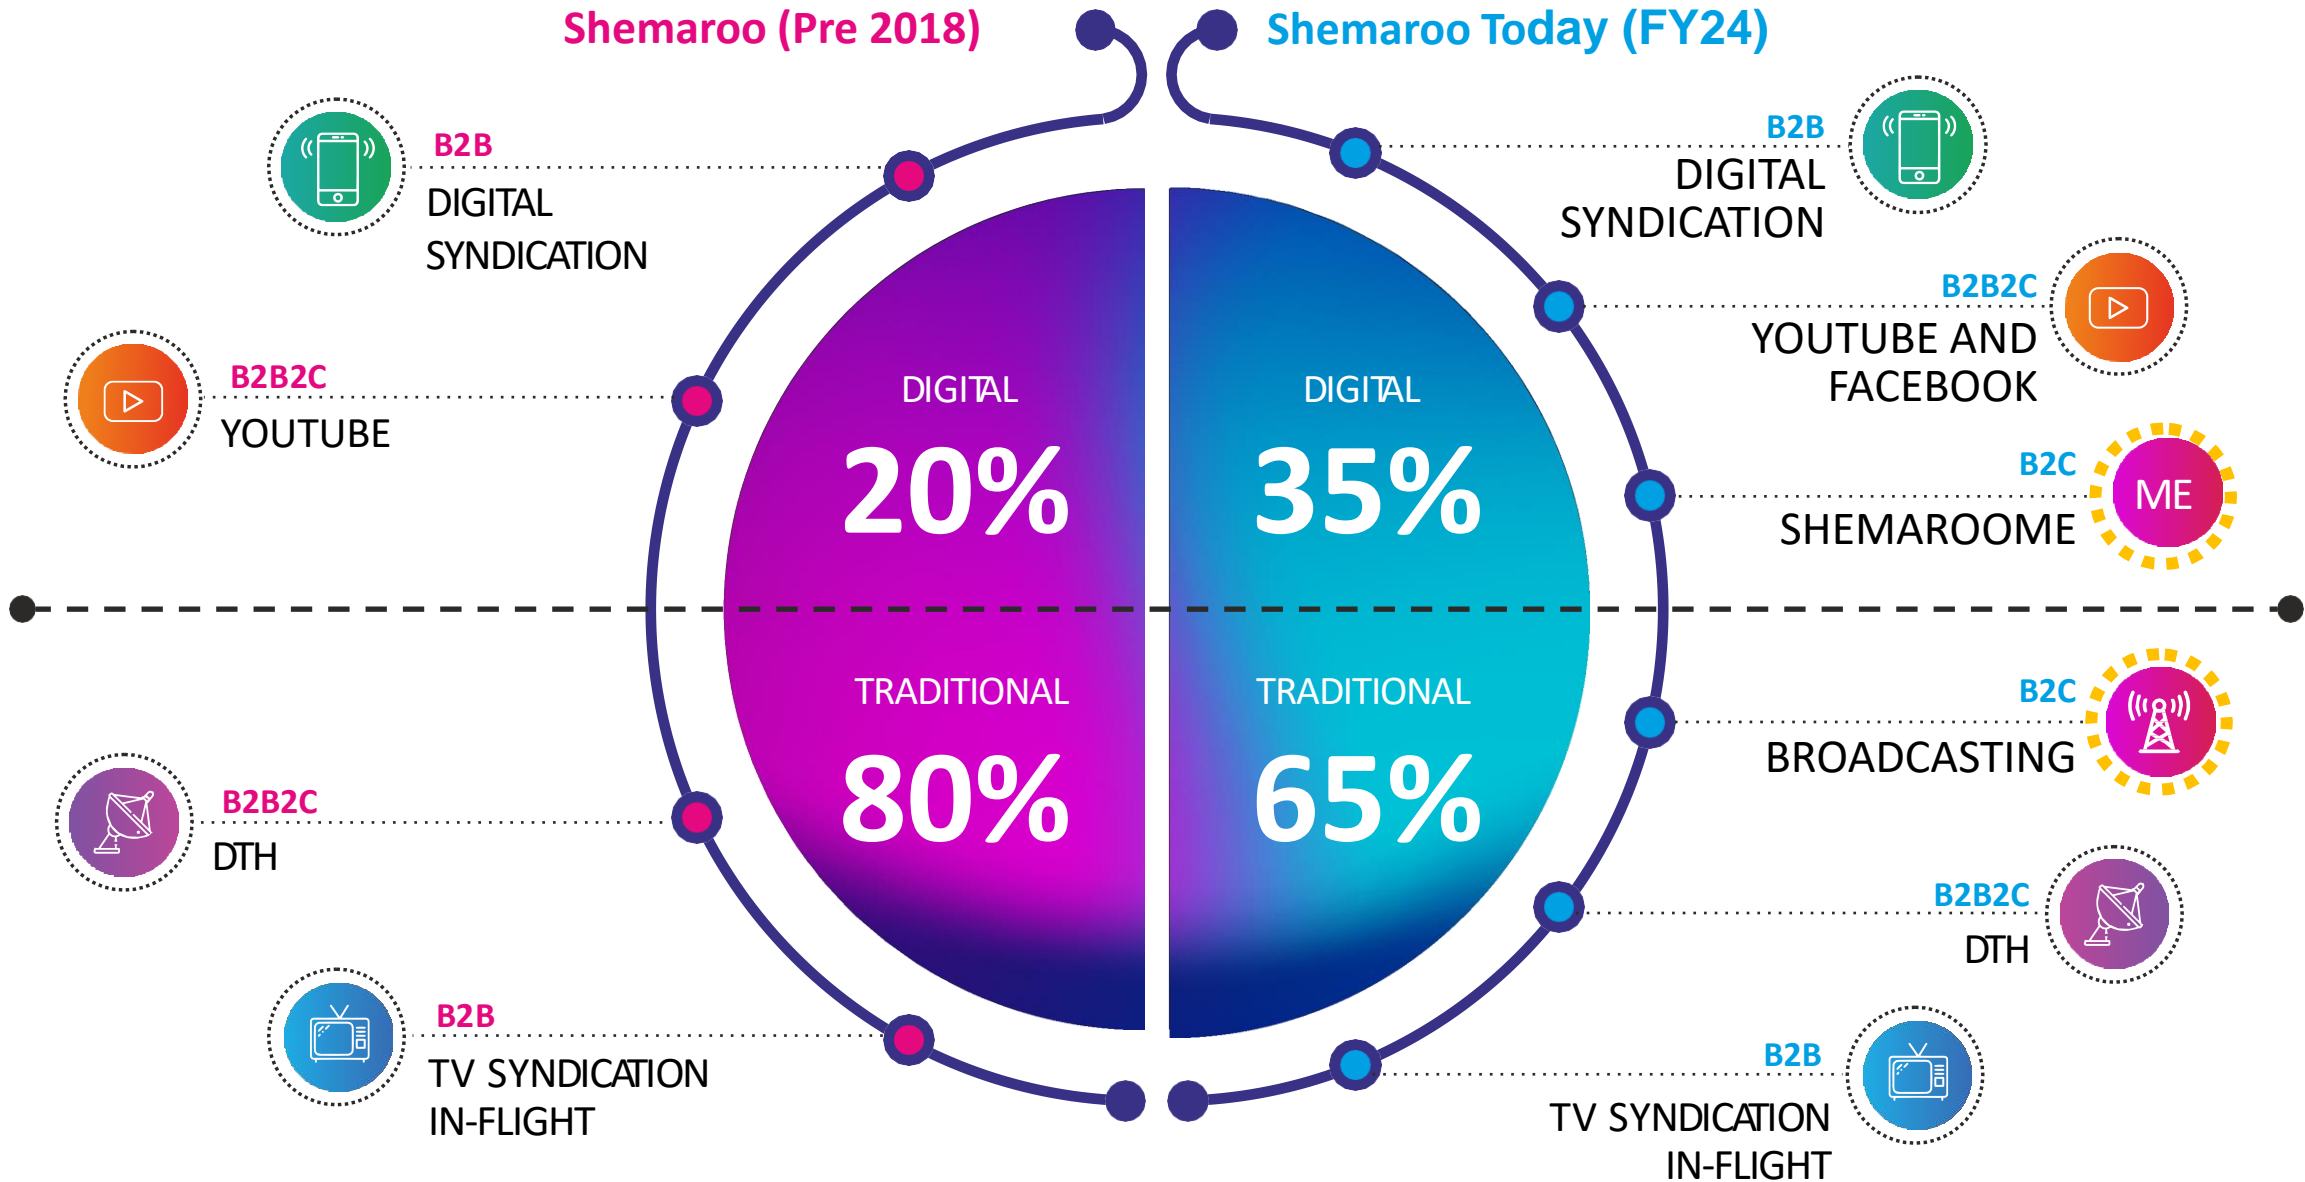 Shemaroo (Pre 2018)
B2B
DIGITAL
SYNDICATION
B2B2C
YOUTUBE
DIGITAL
20%
TRADITIONAL
80%
B2B2C
DTH
B2B
TV SYNDICATION
IN-FLIGHT
Shemaroo Today (FY24)
B2B
DIGITAL
SYNDICATION
B2B2C
YOUTUBE AND
FACEBOOK
B2C
ME
SHEMAROOME
DIGITAL
35%
TRADITIONAL
65%
B2C
BROADCASTING
B2B2C
DTH
B2B
TV SYNDICATION
IN-FLIGHT